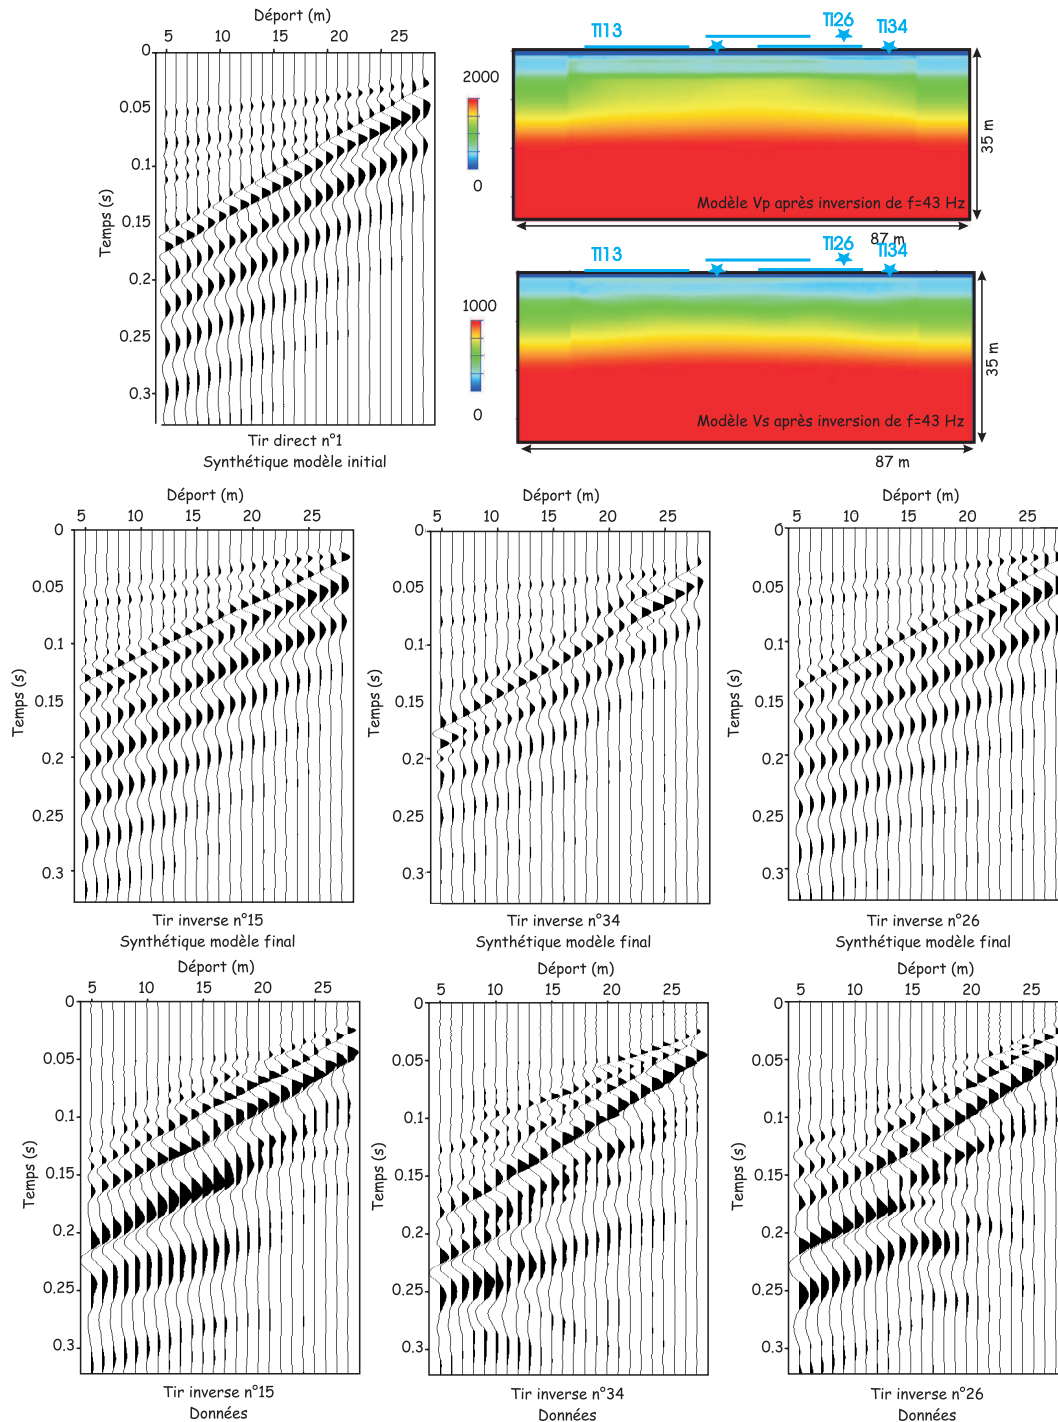 Déport (m)
5 10 15 20 25
0
0.05
0.1
0.15
0.2
0.25
0.3
Temps (s)
Tir direct n°1
Synthétique modèle initial
TI13
TI26
TI34
2000
0
35 m
Modèle Vp après inversion de f=43 Hz
87 m
TI13
TI26
TI34
1000
0
35 m
Modèle Vs après inversion de f=43 Hz
87 m
Déport (m)
5 10 15 20 25
0
0.05
0.1
0.15
0.2
0.25
0.3
Temps (s)
Tir inverse n°15
Synthétique modèle final
Déport (m)
5 10 15 20 25
0
0.05
0.1
0.15
0.2
0.25
0.3
Temps (s)
Tir inverse n°34
Synthétique modèle final
Déport (m)
5 10 15 20 25
0
0.05
0.1
0.15
0.2
0.25
0.3
Temps (s)
Tir inverse n°26
Synthétique modèle final
Déport (m)
5 10 15 20 25
0
0.05
0.1
0.15
0.2
0.25
0.3
Temps (s)
Tir inverse n°15
Données
Déport (m)
5 10 15 20 25
0
0.05
0.1
0.15
0.2
0.25
0.3
Temps (s)
Tir inverse n°34
Données
Déport (m)
5 10 15 20 25
0
0.05
0.1
0.15
0.2
0.25
0.3
Temps (s)
Tir inverse n°26
Données